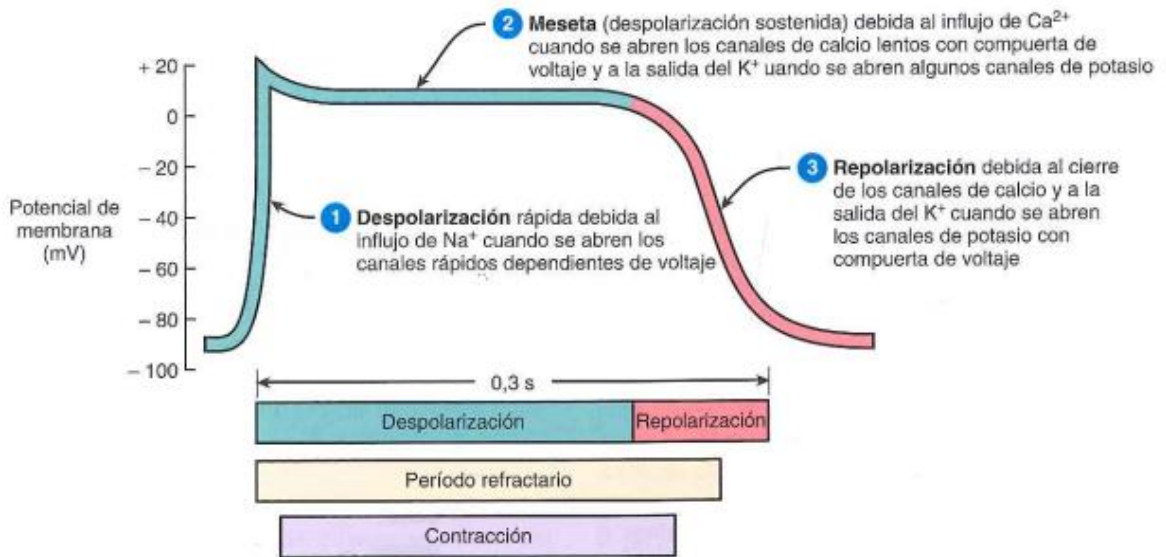 2 Meseta (despolarización sostenida) debida al influjo de Ca2+
cuando se abren los canales de calcio lentos con compuerta de
voltaje y a la salida del K+ uando se abren algunos canales de potasio
+ 20
0
− 20
− 40
− 60
− 80
− 100
Potencial de
membrana
(mV)
3 Repolarización debida al cierre
de los canales de calcio y a la
salida del K+ cuando se abren
los canales de potasio con
compuerta de voltaje
1 Despolarización rápida debida al
influjo de Na+ cuando se abren los
canales rápidos dependientes de voltaje
0,3 s
Despolarización
Repolarización
Período refractario
Contracción